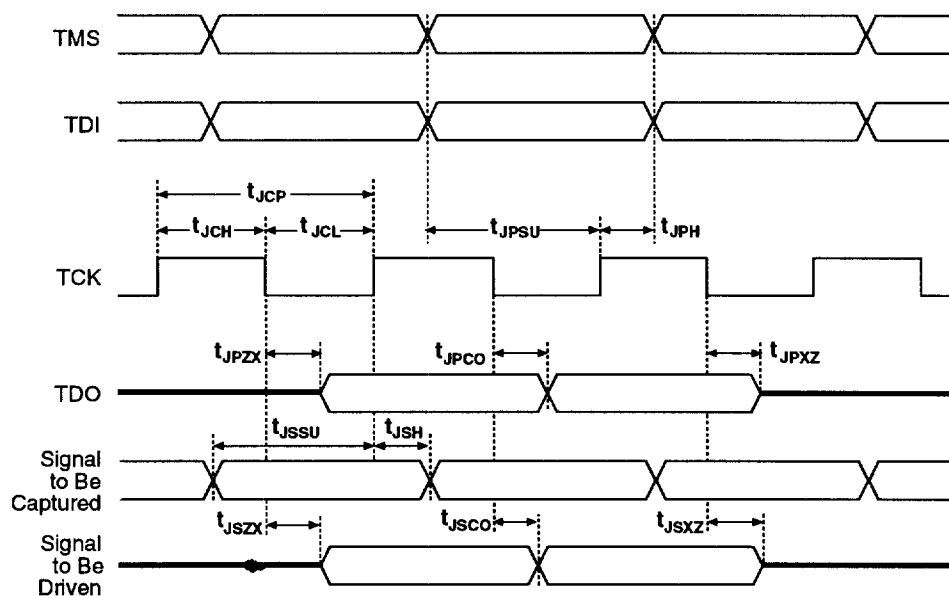 TMS
TDI
tJCP
tJCH
tJCL
tJPSU
tJPH
TCK
tJPZX
tJPCO
tJPXZ
TDO
tJSSU
tJSH
Signal
to Be
Captured
tJSZX
tJSCO
tJSXZ
Signal
to Be
Driven